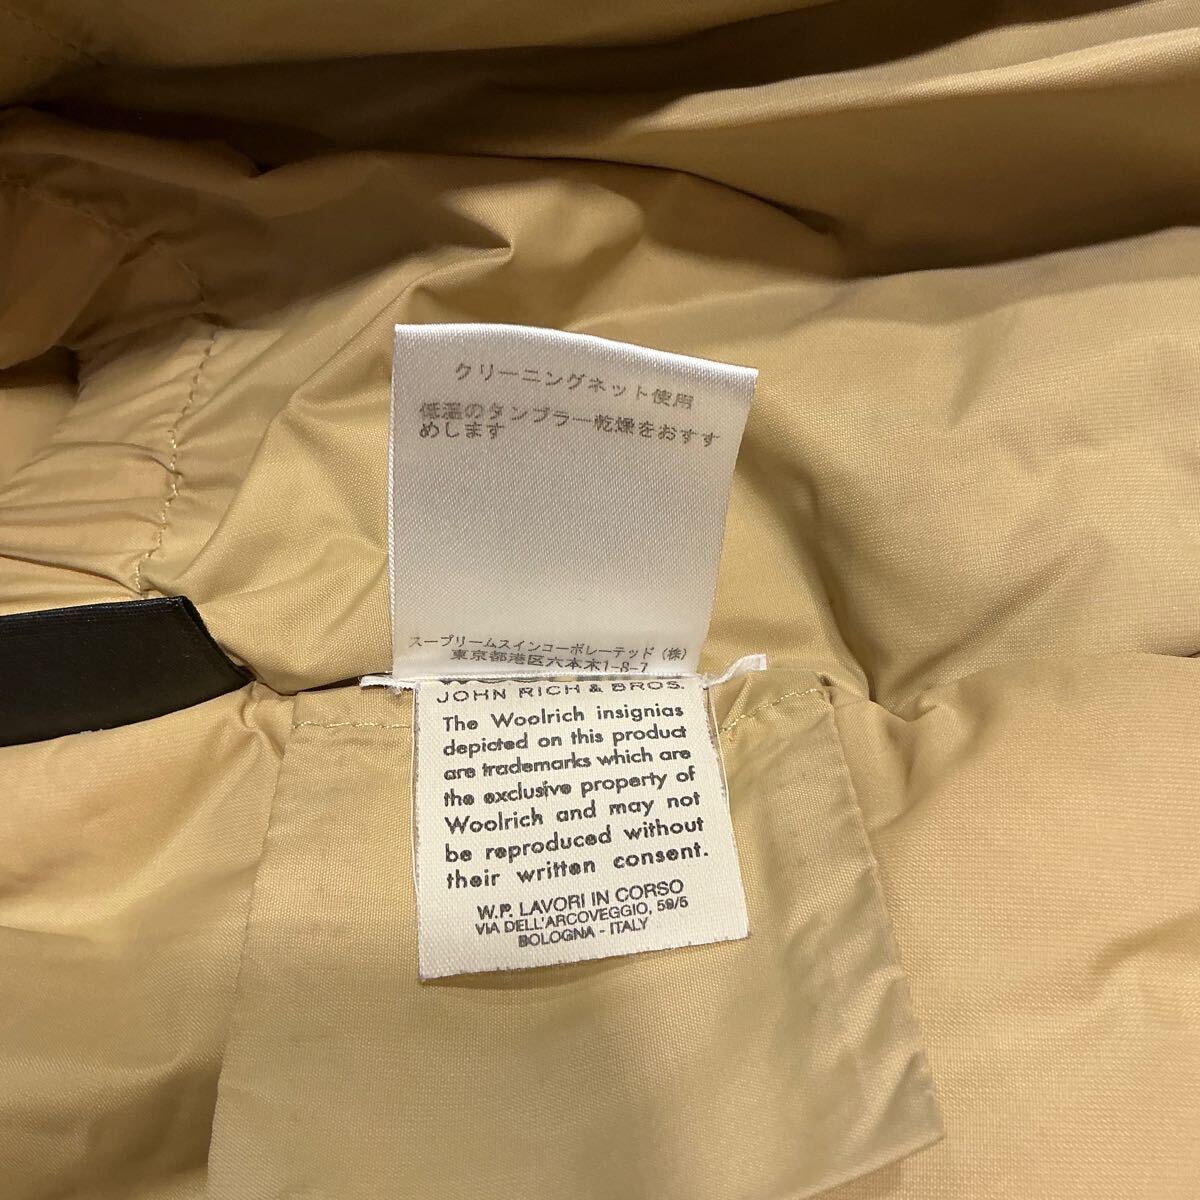 クリーニングネット使用
低温のタンブラー乾燥をおすす
めします
スープリームスインコーポレーテッド(株)
東京都港区六本木1-8-7
JOHN RICH & BROS.
The Woolrich insignias
depicted on this product
are trademarks which are
the exclusive property of
Woolrich and may not
be reproduced without
their written consent.
W.P. LAVORI IN CORSO
VIA DELL'ARCOVEGGIO, 59/5
BOLOGNA - ITALY